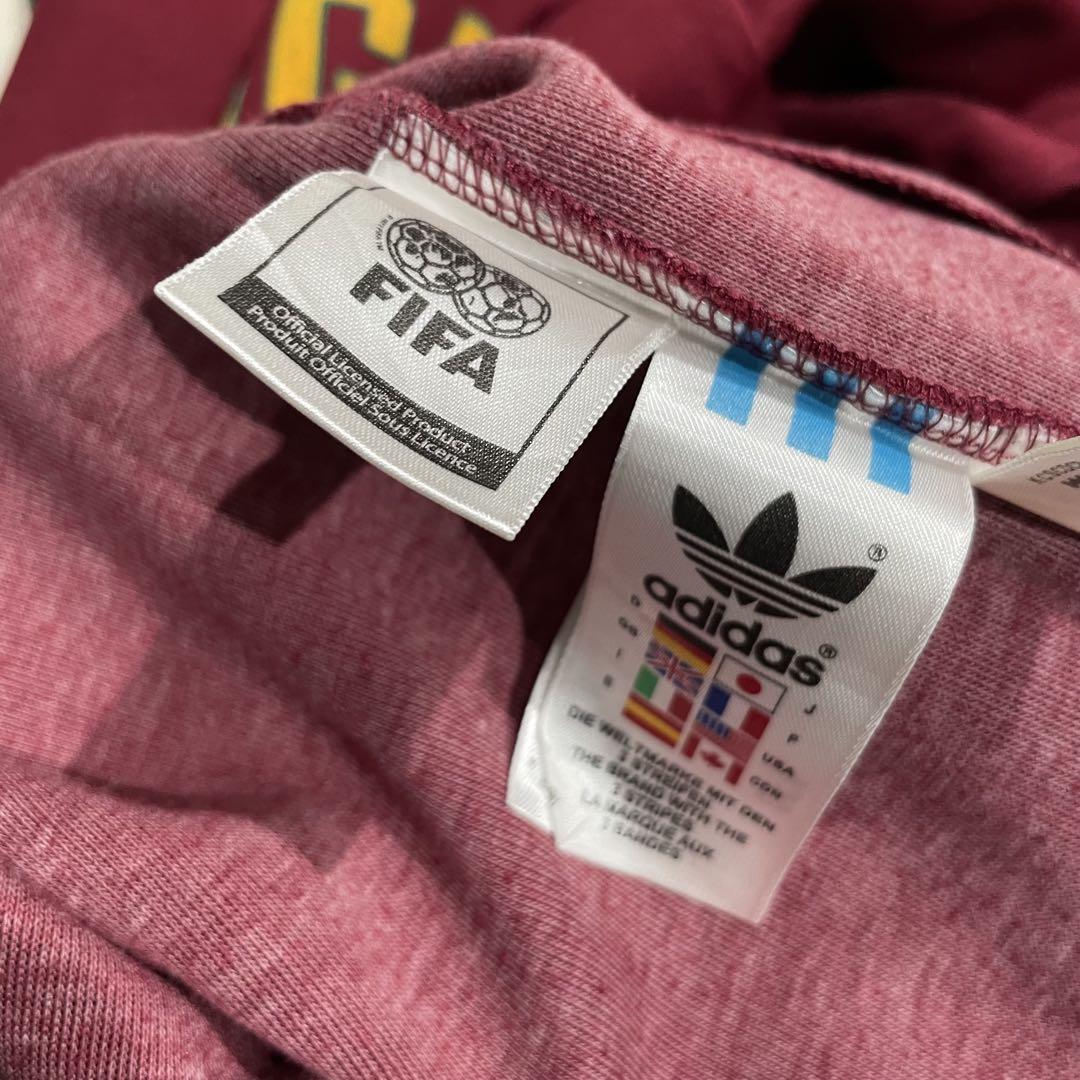 FIFA
Official Licensed Product
Produit Officiel sous Licence
®
adidas®
D
GB
I
E
J
F
USA
CDN
DIE WELTMARKE MIT DEN
3 STREIFEN
THE BRAND WITH THE
3 STRIPES
LA MARQUE AUX
3 BANDES